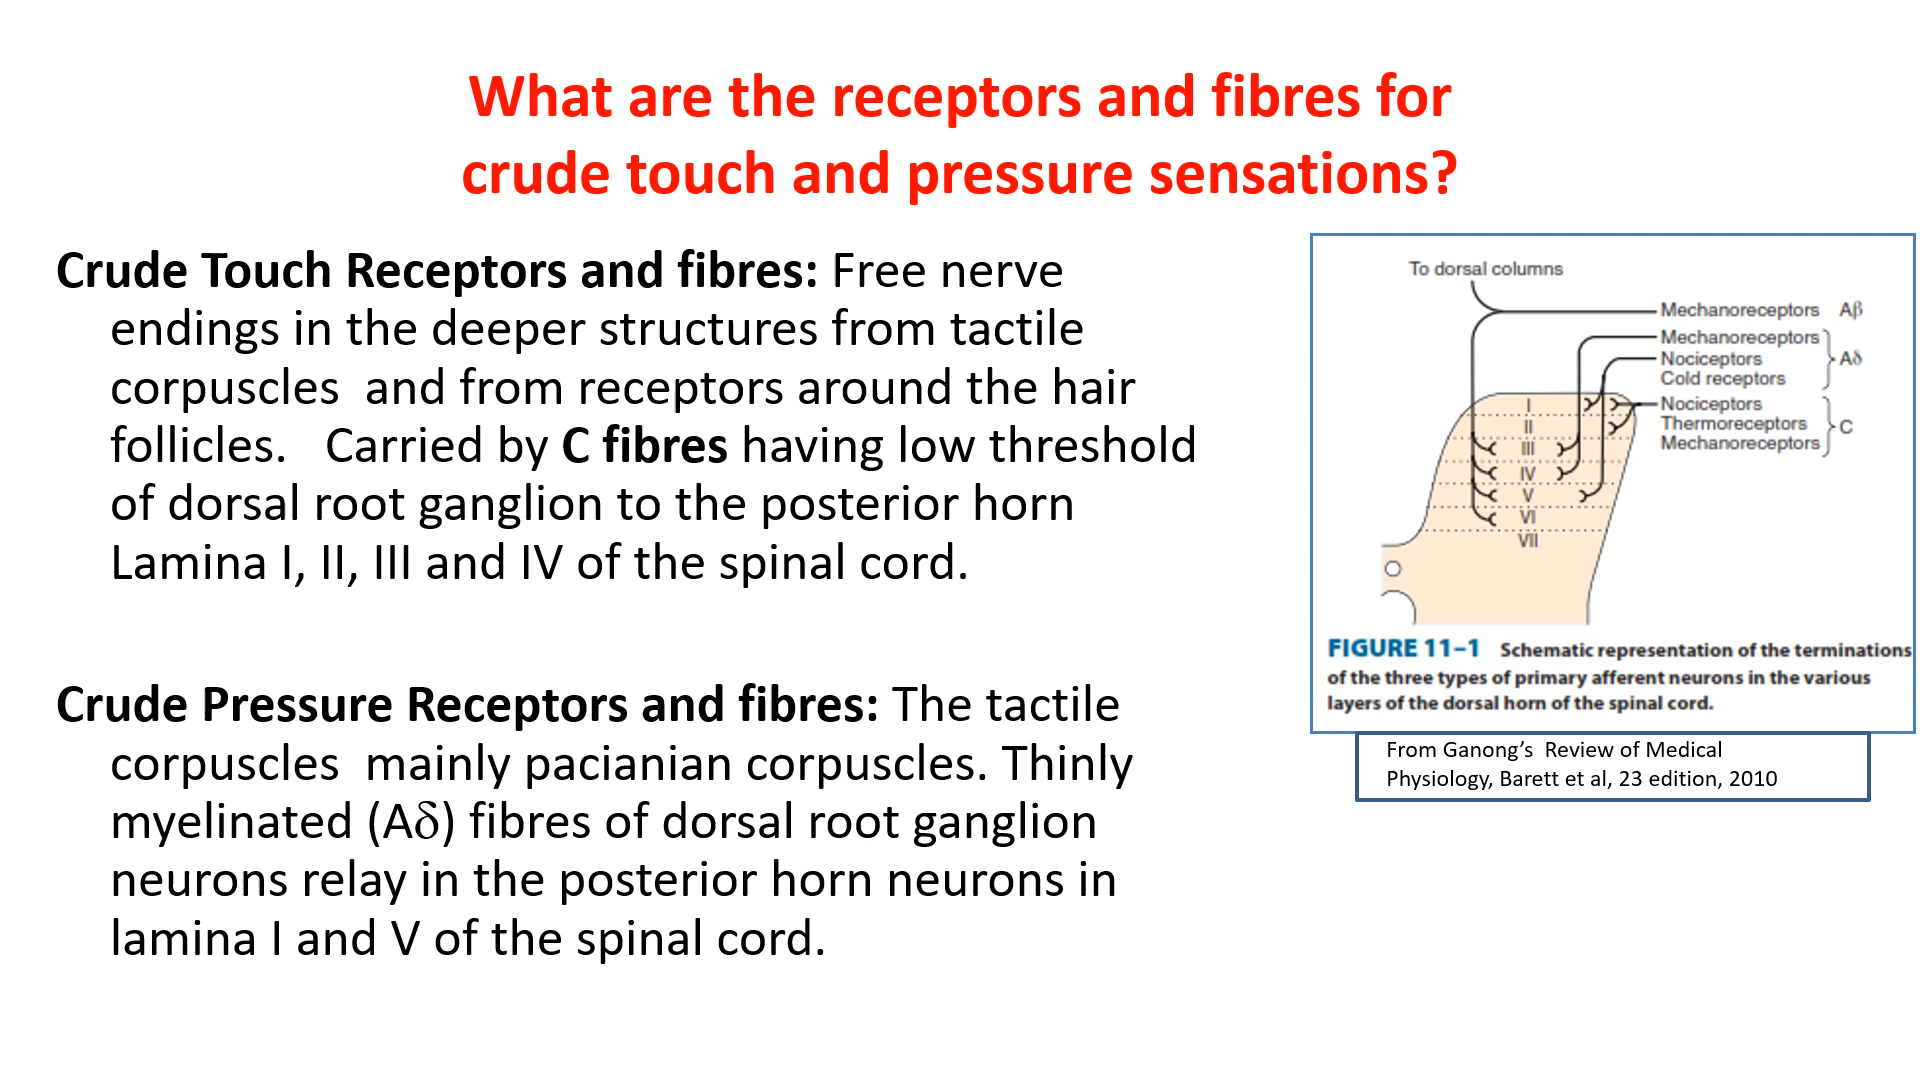 What are the receptors and fibres for
crude touch and pressure sensations?
Crude Touch Receptors and fibres: Free nerve
endings in the deeper structures from tactile
corpuscles  and from receptors around the hair
follicles.   Carried by C fibres having low threshold
of dorsal root ganglion to the posterior horn
Lamina I, II, III and IV of the spinal cord.
Crude Pressure Receptors and fibres: The tactile
corpuscles  mainly pacianian corpuscles. Thinly
myelinated (Aδ) fibres of dorsal root ganglion
neurons relay in the posterior horn neurons in
lamina I and V of the spinal cord.
To dorsal columns
Mechanoreceptors Aβ
Mechanoreceptors
Nociceptors Aδ
Cold receptors
Nociceptors
Thermoreceptors C
Mechanoreceptors
I
II
III
IV
V
VI
VII
FIGURE 11–1 Schematic representation of the terminations
of the three types of primary afferent neurons in the various
layers of the dorsal horn of the spinal cord.
From Ganong’s  Review of Medical
Physiology, Barett et al, 23 edition, 2010